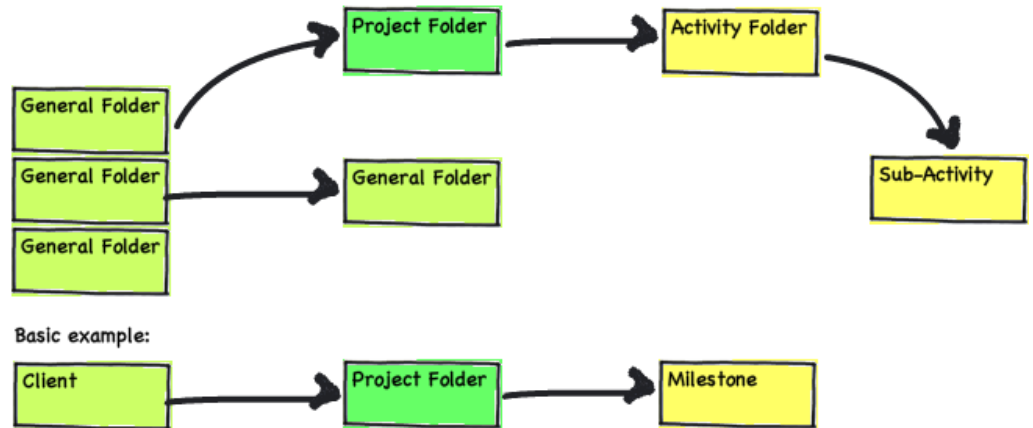 Project Folder
Activity Folder
General Folder
General Folder
General Folder
Sub-Activity
General Folder
Basic example:
Client
Project Folder
Milestone